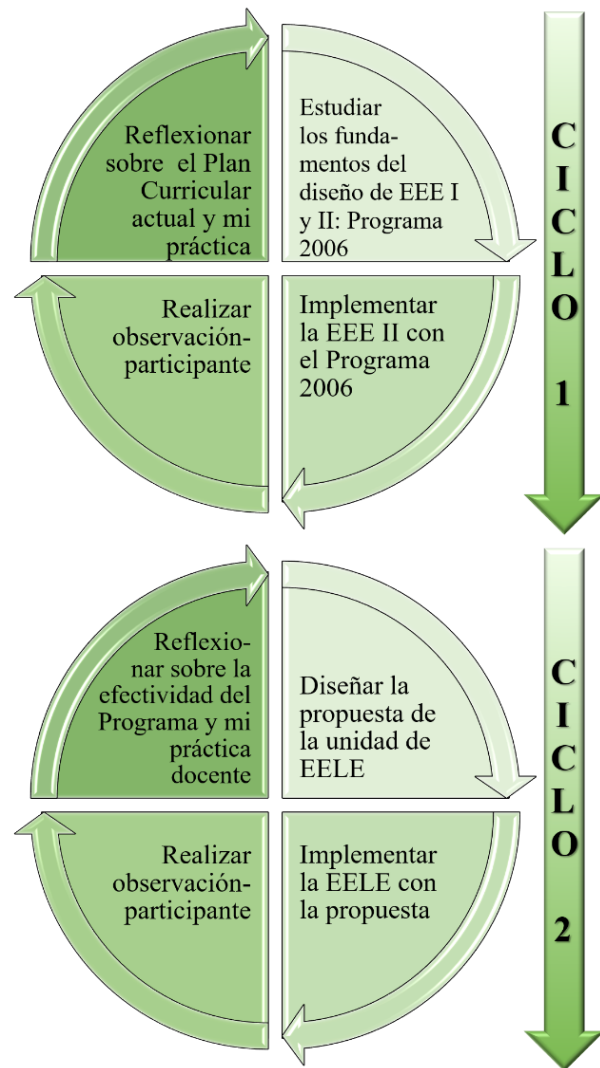 Reflexionar
sobre el Plan
Curricular
actual y mi
práctica
Estudiar
los funda-
mentos del
diseño de EEE I
y II: Programa
2006
Realizar
observación-
participante
Implementar
la EEE II con
el Programa
2006
CICLO 1
Reflexio-
nar sobre la
efectividad del
Programa y mi
práctica
docente
Diseñar la
propuesta de
la unidad de
EELE
Realizar
observación-
participante
Implementar
la EELE con
la propuesta
CICLO 2